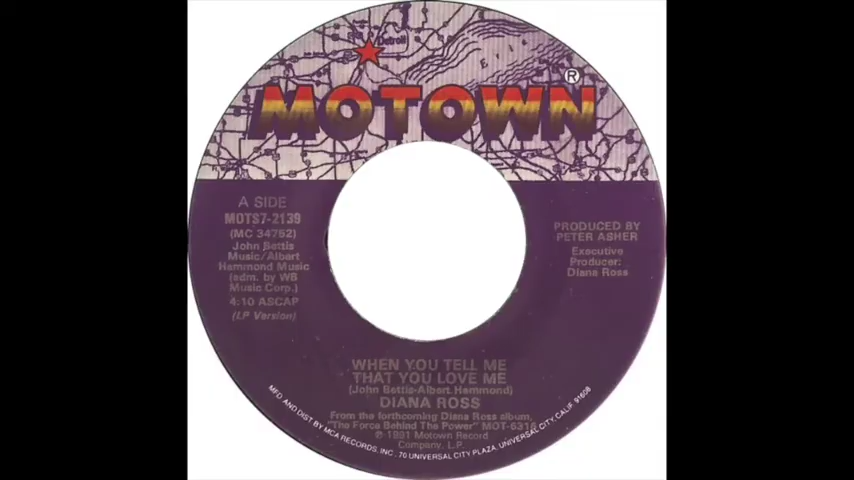 Detroit
Erie
MOTOWN®
A SIDE
MOTS7-2139
(MC 34752)
John Bettis
Music/Albert
Hammond Music
(adm. by WB
Music Corp.)
4:10 ASCAP
(LP Version)
PRODUCED BY
PETER ASHER
Executive
Producer:
Diana Ross
WHEN YOU TELL ME
THAT YOU LOVE ME
(John Bettis-Albert Hammond)
DIANA ROSS
From the forthcoming Diana Ross album,
"The Force Behind The Power" MOT-6316
℗ 1991 Motown Record
Company, L.P.
MFD. AND DIST BY MCA RECORDS, INC., 70 UNIVERSAL CITY PLAZA, UNIVERSAL CITY, CALIF. 91608